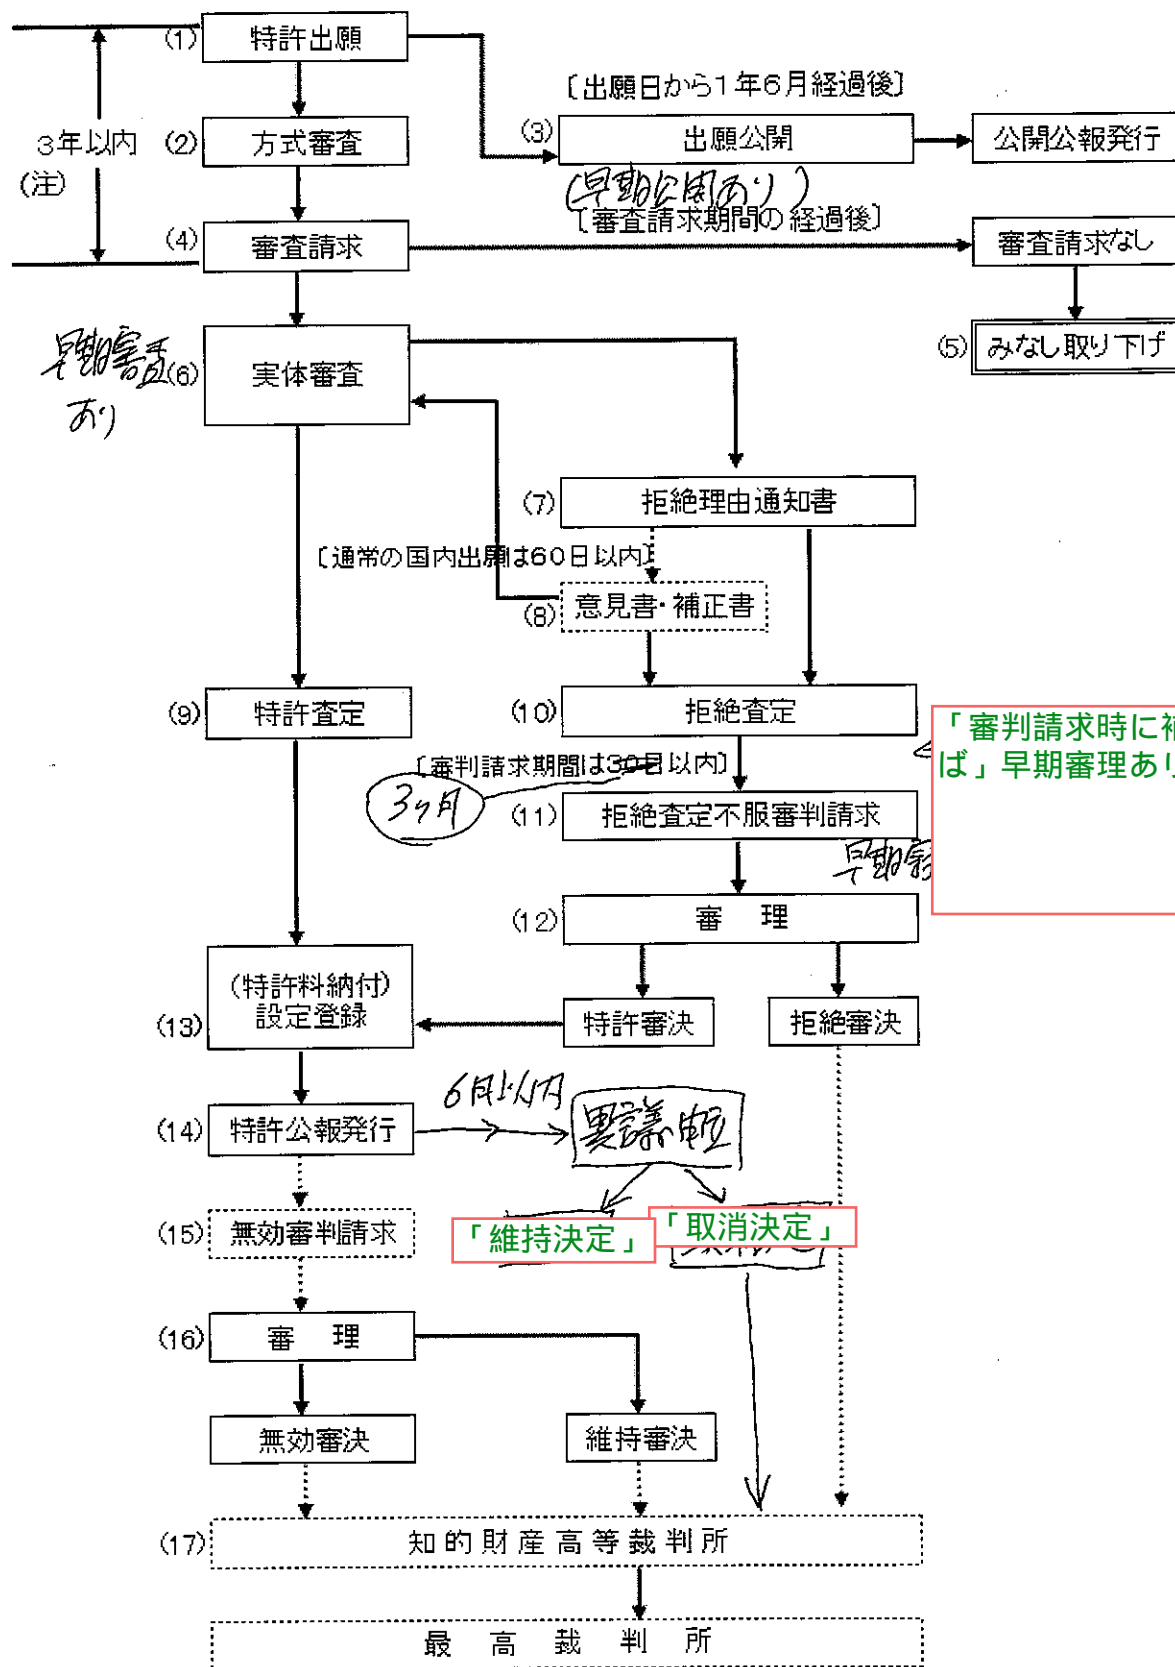 (1) 特許出願
〔出願日から1年6月経過後〕
3年以内
(注)
(2) 方式審査
(3) 出願公開
公開公報発行
(早期公開あり)
〔審査請求期間の経過後〕
(4) 審査請求
審査請求なし
(5) みなし取り下げ
早期審査
あり
(6) 実体審査
(7) 拒絶理由通知書
〔通常の国内出願は60日以内〕
(8) 意見書・補正書
(9) 特許査定
(10) 拒絶査定
「審判請求時に補
ば」早期審理あり
〔審判請求期間は30日以内〕
3ヶ月
(11) 拒絶査定不服審判請求
早期審
(12) 審 理
(特許料納付)
(13) 設定登録
特許審決
拒絶審決
6月以内
(14) 特許公報発行
異議申立
(15) 無効審判請求
「維持決定」
「取消決定」
(16) 審 理
無効審決
維持審決
(17) 知的財産高等裁判所
最高裁判所